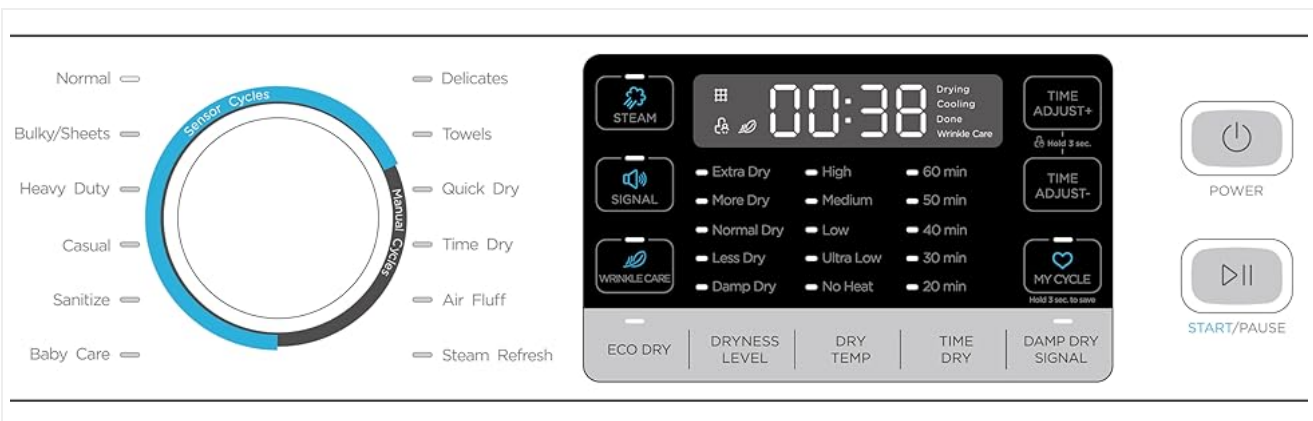 Normal
Bulky/Sheets
Heavy Duty
Casual
Sanitize
Baby Care
Sensor Cycles
Manual Cycles
Delicates
Towels
Quick Dry
Time Dry
Air Fluff
Steam Refresh
STEAM
SIGNAL
WRINKLE CARE
00:38
Drying
Cooling
Done
Wrinkle Care
Extra Dry
More Dry
Normal Dry
Less Dry
Damp Dry
High
Medium
Low
Ultra Low
No Heat
60 min
50 min
40 min
30 min
20 min
TIME
ADJUST+
Hold 3 sec.
TIME
ADJUST-
MY CYCLE
Hold 3 sec. to save
ECO DRY
DRYNESS
LEVEL
DRY
TEMP
TIME
DRY
DAMP DRY
SIGNAL
POWER
START/PAUSE